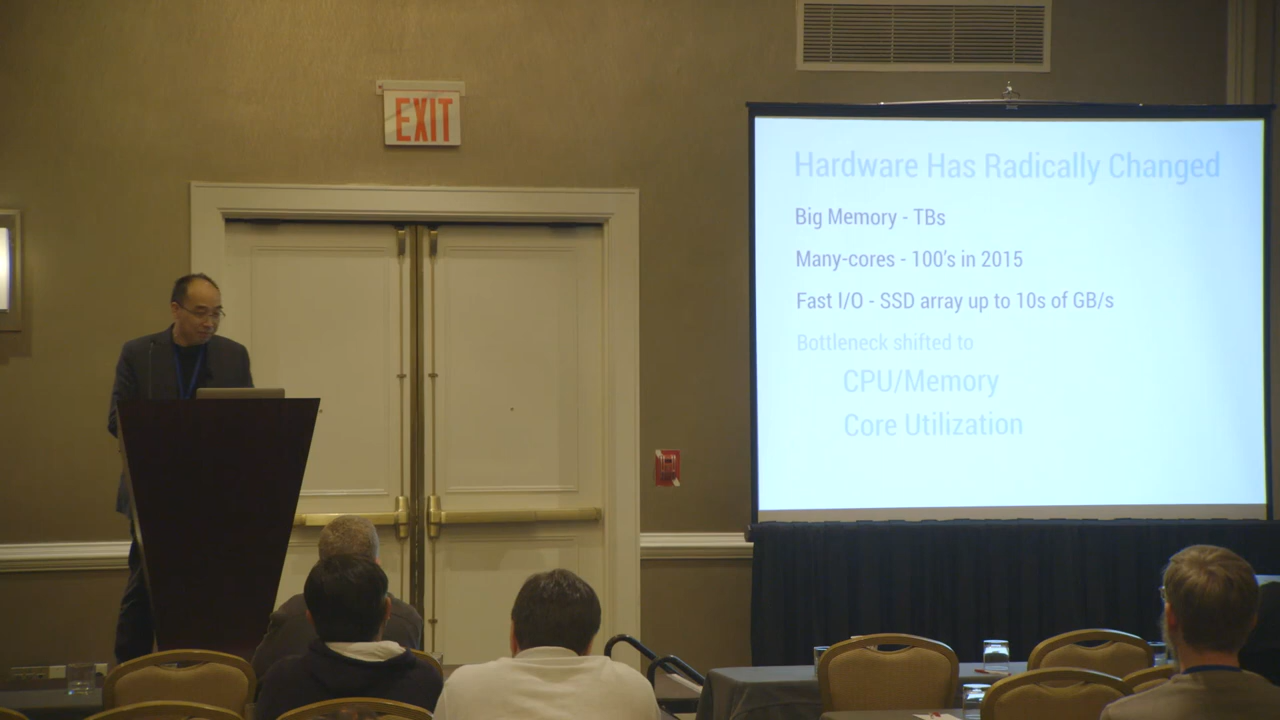 EXIT
Hardware Has Radically Changed
Big Memory - TBs
Many-cores - 100's in 2015
Fast I/O - SSD array up to 10s of GB/s
Bottleneck shifted to
CPU/Memory
Core Utilization